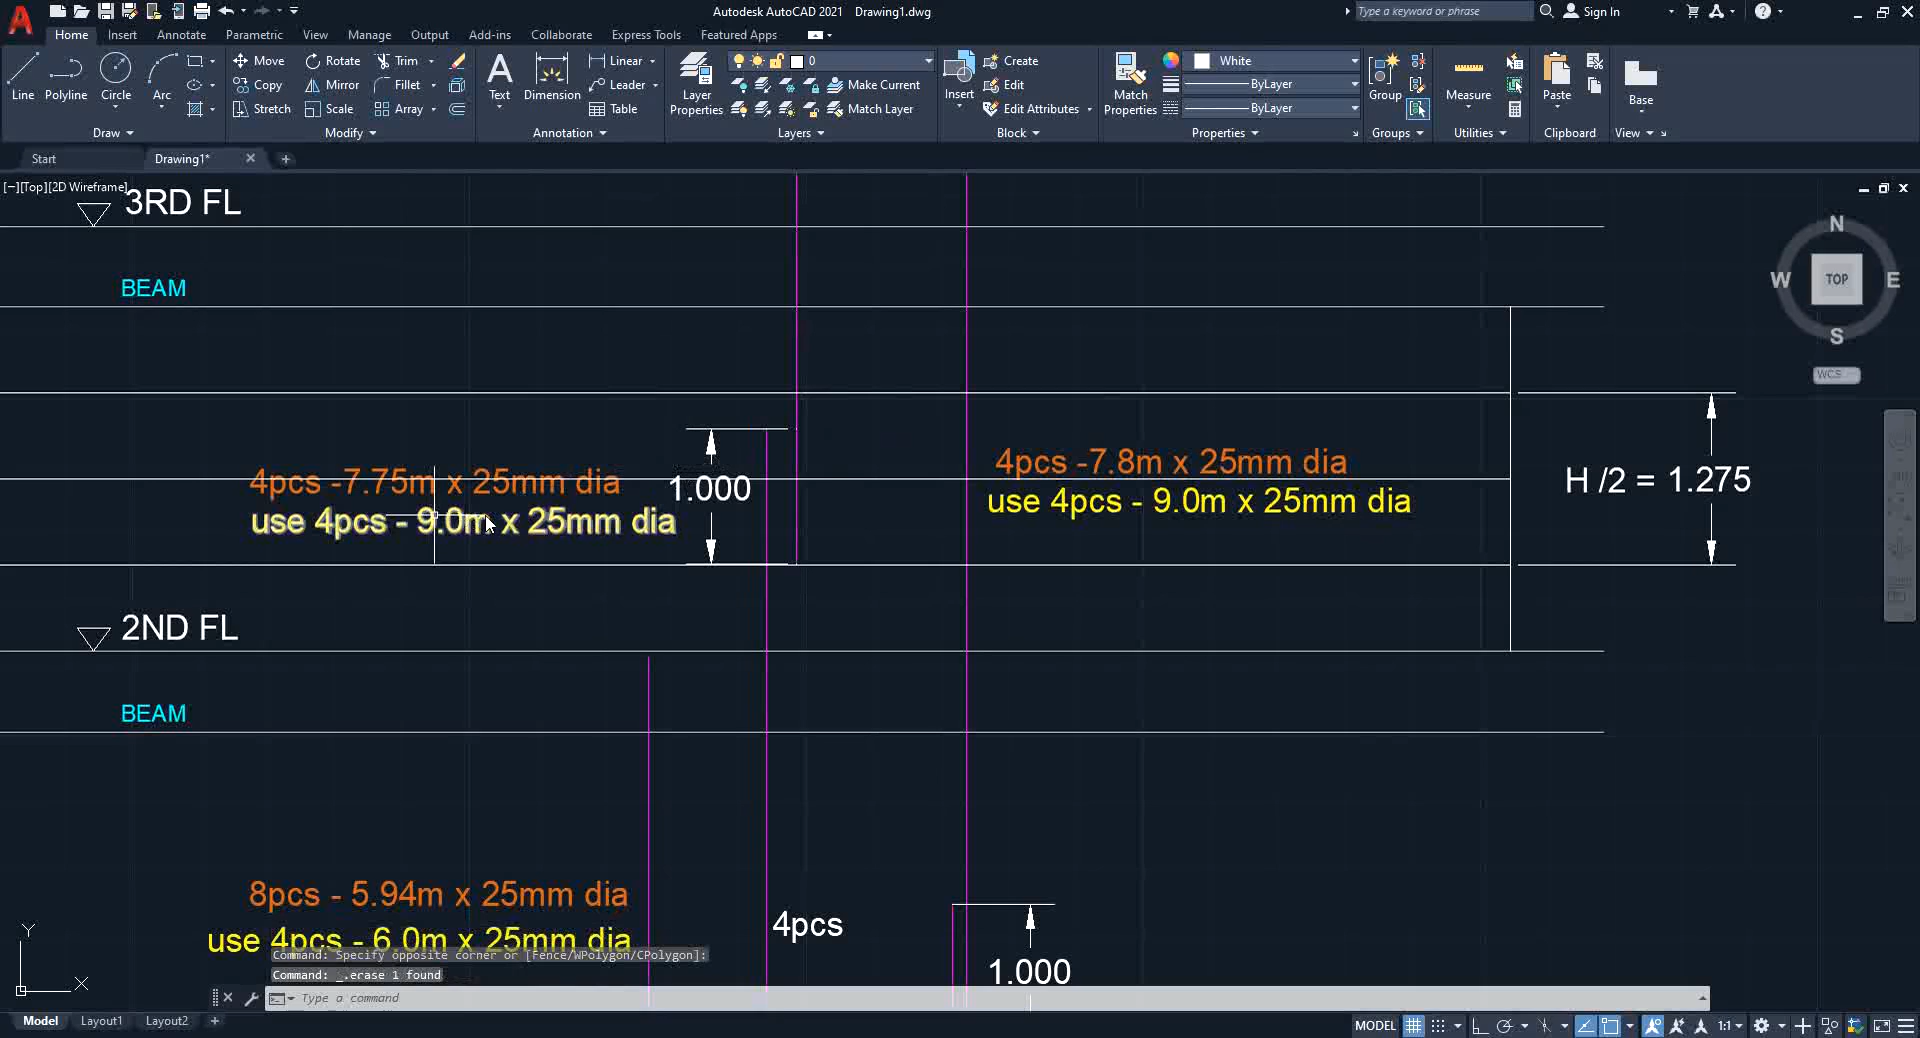 Autodesk AutoCAD 2021 Drawing1.dwg
Type a keyword or phrase
Sign In
Home Insert Annotate Parametric View Manage Output Add-ins Collaborate Express Tools Featured Apps
Line Polyline Circle Arc
Move Rotate Trim
Copy Mirror Fillet
Stretch Scale Array
Text Dimension
Linear
Leader
Table
Layer Properties
0
Make Current
Match Layer
Insert
Create
Edit
Edit Attributes
Match Properties
White
ByLayer
ByLayer
Group
Measure
Paste
Base
Draw Modify Annotation Layers Block Properties Groups Utilities Clipboard View
Start Drawing1*
[−][Top][2D Wireframe]
3RD FL
BEAM
N
W TOP E
S
WCS
4pcs -7.75m x 25mm dia
use 4pcs - 9.0m x 25mm dia
1.000
4pcs -7.8m x 25mm dia
use 4pcs - 9.0m x 25mm dia
H /2 = 1.275
2ND FL
BEAM
8pcs - 5.94m x 25mm dia
use 4pcs - 6.0m x 25mm dia
4pcs
1.000
Y
X
Command: Specify opposite corner or [Fence/WPolygon/CPolygon]:
Command: _.erase 1 found
Type a command
Model Layout1 Layout2
MODEL
1:1